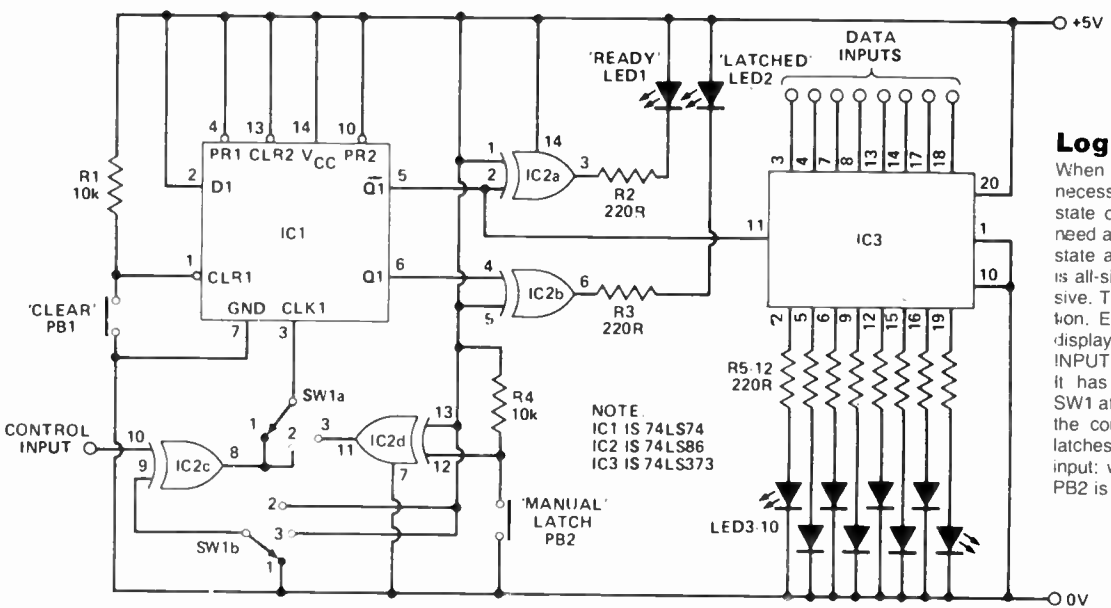 +5V
DATA
INPUTS
'READY'
LED1
'LATCHED'
LED2
4 13 14 10
PR1 CLR2 VCC PR2
2 D1
Q̅1 5
IC1
1 CLR1
Q1 6
GND CLK1
7 3
R1
10k
'CLEAR'
PB1
14
1
2
IC2a
3
R2
220R
4
5
IC2b
6
R3
220R
3 4 7 8 13 14 17 18
20
11
IC3
1
10
2 5 6 9 12 15 16 19
R5-12
220R
LED3-10
SW1a
1
2
3
CONTROL
INPUT
10
9
IC2c
8
11
IC2d
13
12
7
R4
10k
'MANUAL'
LATCH
PB2
SW1b
2
3
1
NOTE.
IC1 IS 74LS74
IC2 IS 74LS86
IC3 IS 74LS373
0V
Log
When
necess
state o
need a
state a
is all-si
sive. T
tion. E
display
INPUT
It has
SW1 a
the co
latches
input: w
PB2 is